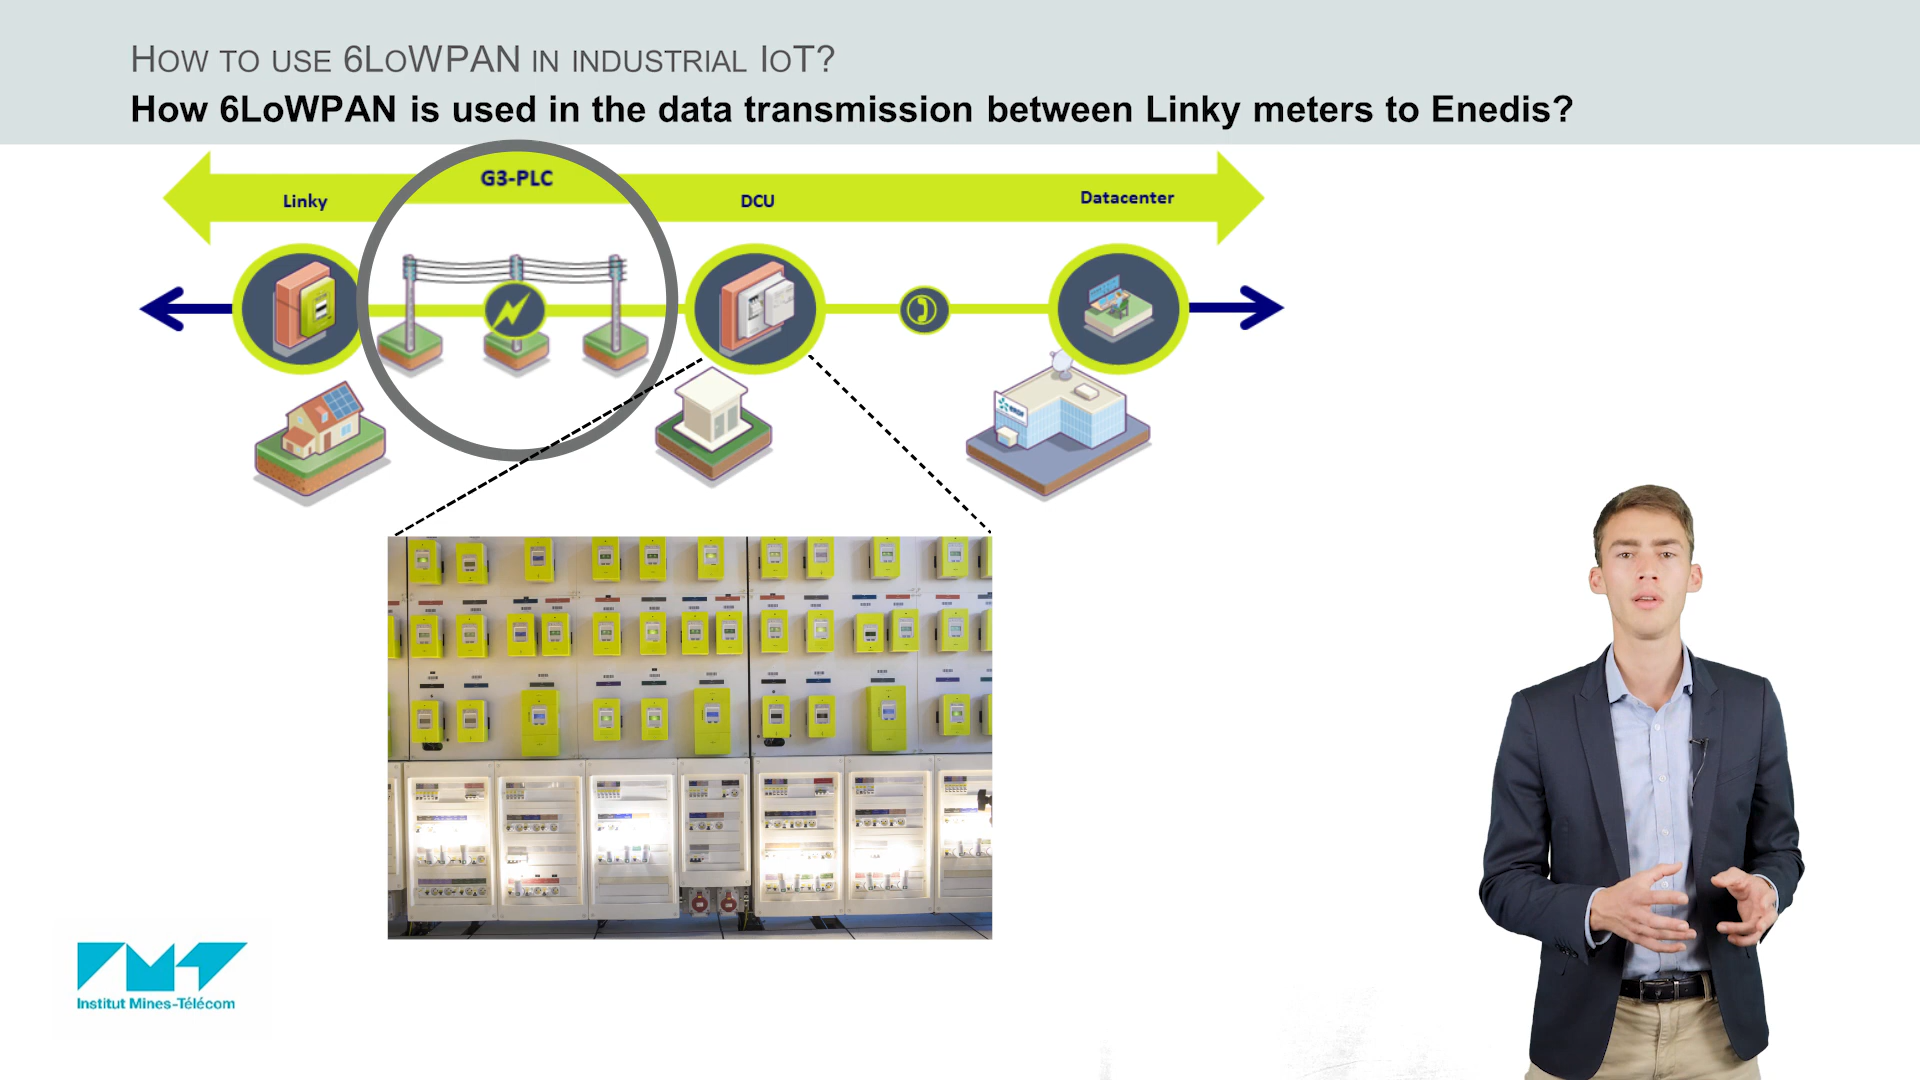 HOW TO USE 6LOWPAN IN INDUSTRIAL IOT?
How 6LoWPAN is used in the data transmission between Linky meters to Enedis?
G3-PLC
Linky
DCU
Datacenter
eRDF
Institut Mines-Télécom